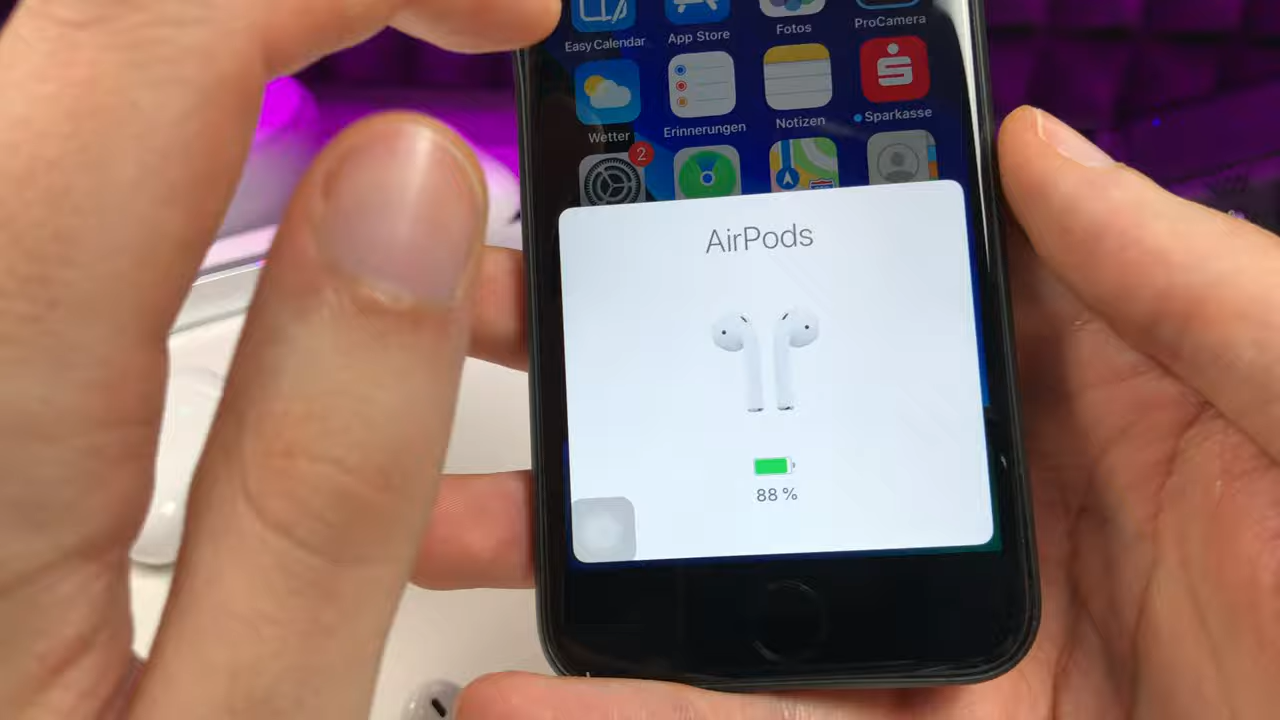 Easy Calendar
App Store
Fotos
ProCamera
Wetter
Erinnerungen
Notizen
Sparkasse
2
AirPods
88 %